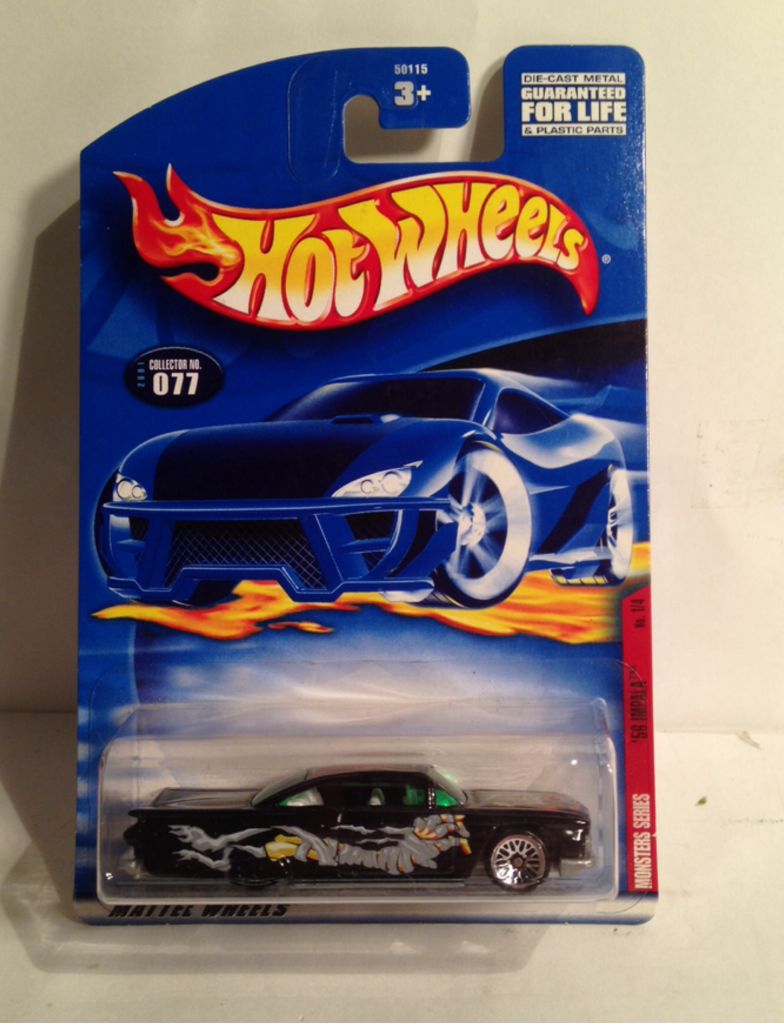 50115
3+
DIE-CAST METAL
GUARANTEED
FOR LIFE
& PLASTIC PARTS
HOT WHEELS®
2001
COLLECTOR NO.
077
No. 1/4
'59 IMPALA™
MONSTERS SERIES
MATTEL WHEELS